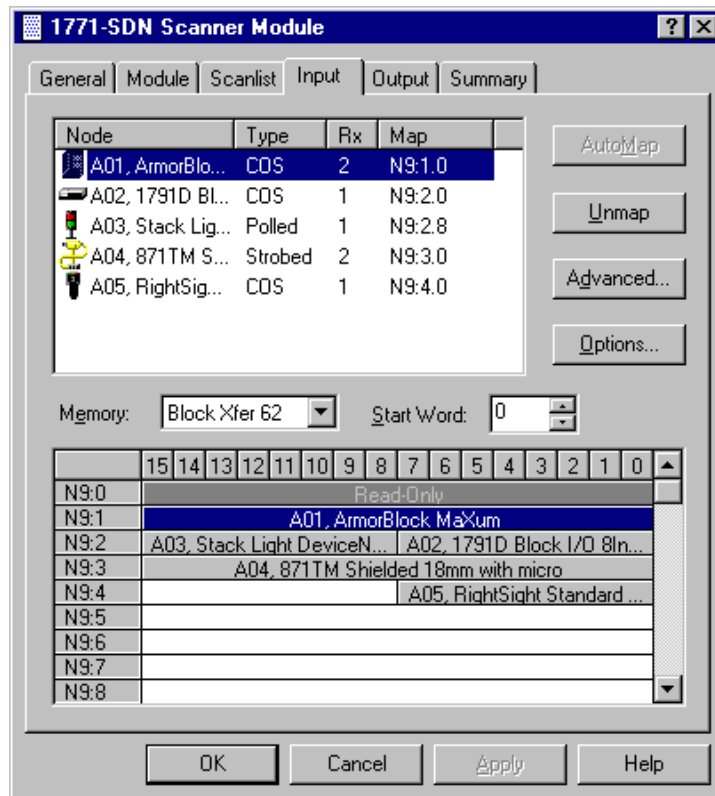 1771-SDN Scanner Module
General Module Scanlist Input Output Summary
Node Type Rx Map
A01, ArmorBlo... COS 2 N9:1.0
A02, 1791D Bl... COS 1 N9:2.0
A03, Stack Lig... Polled 1 N9:2.8
A04, 871TM S... Strobed 2 N9:3.0
A05, RightSig... COS 1 N9:4.0
AutoMap
Unmap
Advanced...
Options...
Memory: Block Xfer 62 Start Word: 0
15 14 13 12 11 10 9 8 7 6 5 4 3 2 1 0
N9:0 Read-Only
N9:1 A01, ArmorBlock MaXum
N9:2 A03, Stack Light DeviceN... A02, 1791D Block I/O 8In...
N9:3 A04, 871TM Shielded 18mm with micro
N9:4 A05, RightSight Standard ...
N9:5
N9:6
N9:7
N9:8
OK Cancel Apply Help